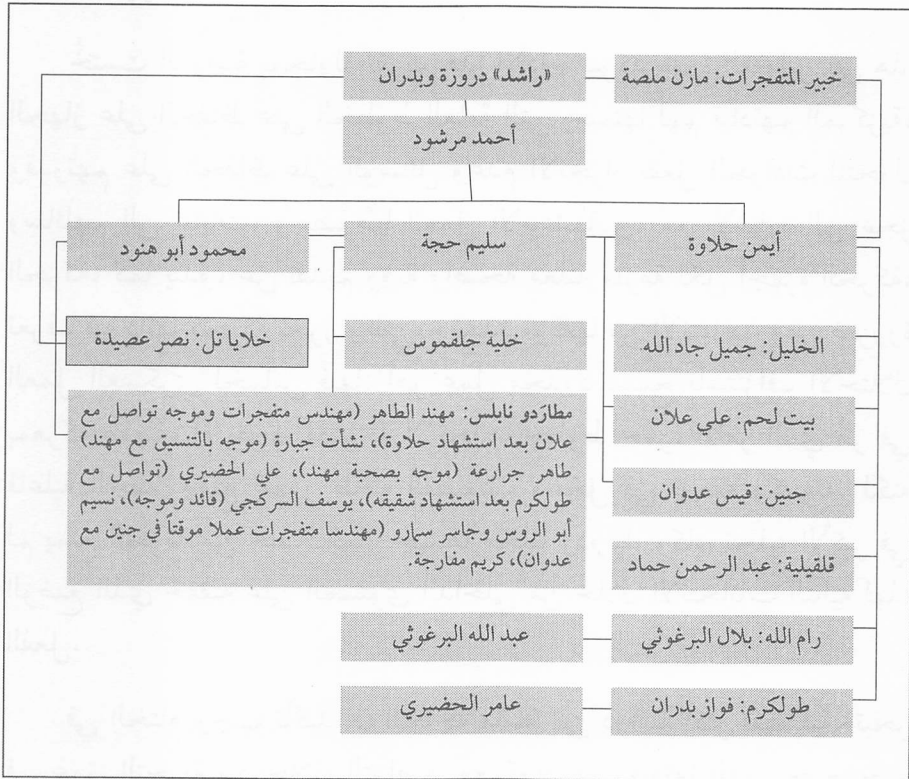 خبير المتفجرات: مازن ملصة
«راشد» دروزة وبدران
أحمد مرشود
أيمن حلاوة
سليم حجة
محمود أبو هنود
الخليل: جميل جاد الله
خلية جلقموس
خلايا تل: نصر عصيدة
بيت لحم: علي علان
جنين: قيس عدوان
قلقيلية: عبد الرحمن حماد
مطارَدو نابلس: مهند الطاهر (مهندس متفجرات وموجه تواصل مع
علان بعد استشهاد حلاوة)، نشأت جبارة (موجه بالتنسيق مع مهند)
طاهر جرارعة (موجه بصحبة مهند)، علي الحضيري (تواصل مع
طولكرم بعد استشهاد شقيقه)، يوسف السركجي (قائد وموجه)، نسيم
أبو الروس وجاسر سمارو (مهندسا متفجرات عملا موقتاً في جنين مع
عدوان)، كريم مفارجة.
رام الله: بلال البرغوثي
عبد الله البرغوثي
طولكرم: فواز بدران
عامر الحضيري